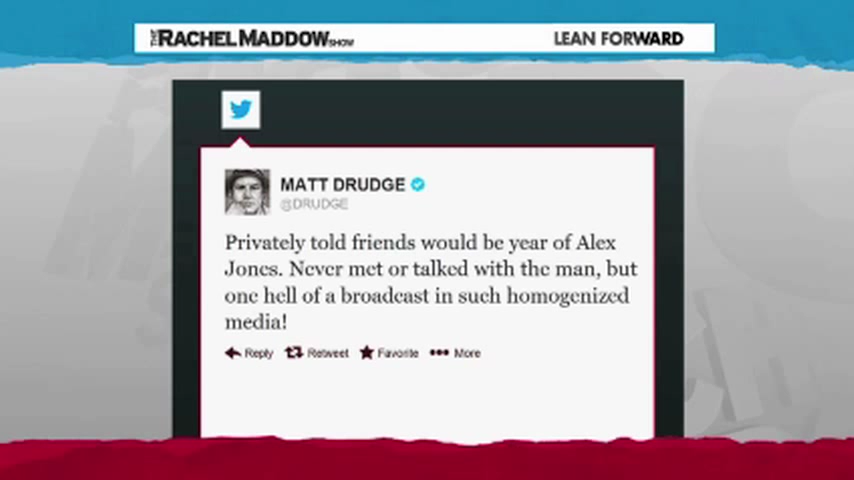 THE RACHEL MADDOW SHOW
LEAN FORWARD
MATT DRUDGE
@DRUDGE
Privately told friends would be year of Alex
Jones. Never met or talked with the man, but
one hell of a broadcast in such homogenized
media!
Reply Retweet Favorite More